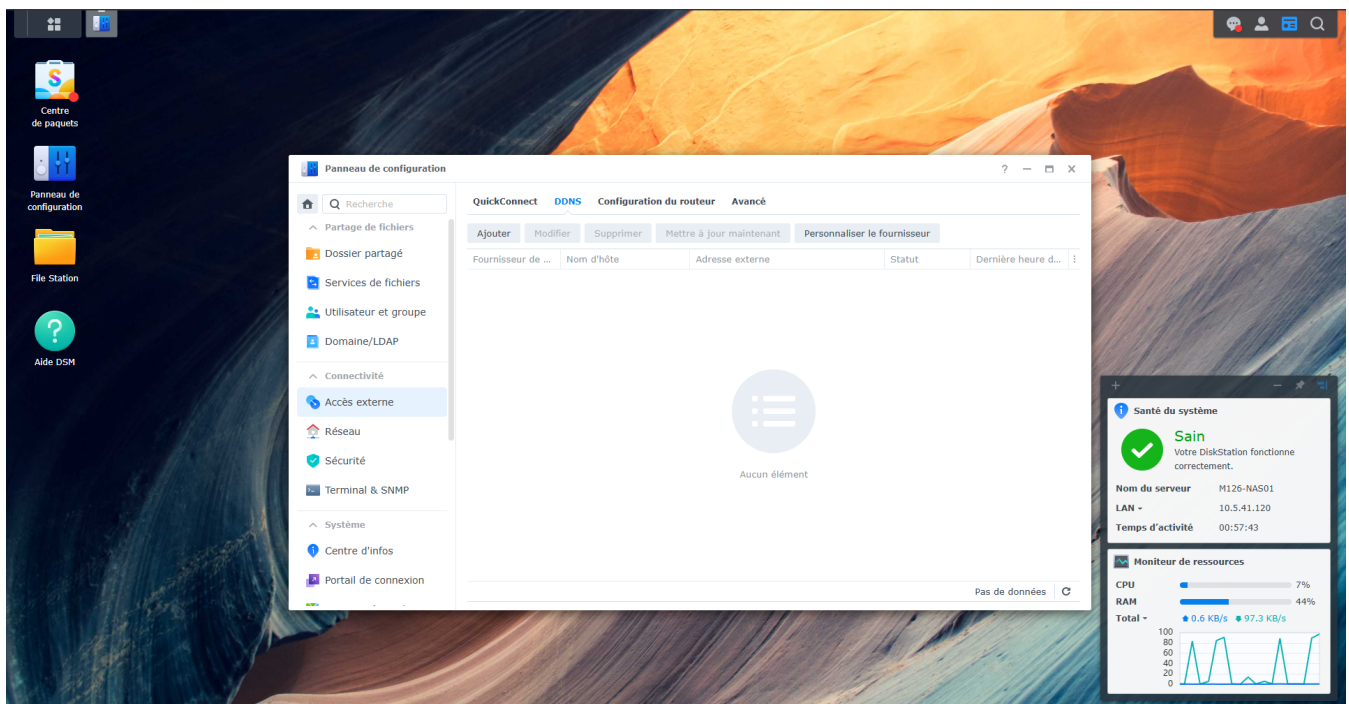 Centre
de paquets
Panneau de
configuration
File Station
Aide DSM
Panneau de configuration
?
Recherche
Partage de fichiers
Dossier partagé
Services de fichiers
Utilisateur et groupe
Domaine/LDAP
Connectivité
Accès externe
Réseau
Sécurité
Terminal & SNMP
Système
Centre d'infos
Portail de connexion
QuickConnect DDNS Configuration du routeur Avancé
Ajouter Modifier Supprimer Mettre à jour maintenant Personnaliser le fournisseur
Fournisseur de ... Nom d'hôte Adresse externe Statut Dernière heure d...
Aucun élément
Pas de données
Santé du système
Sain
Votre DiskStation fonctionne
correctement.
Nom du serveur M126-NAS01
LAN 10.5.41.120
Temps d'activité 00:57:43
Moniteur de ressources
CPU 7%
RAM 44%
Total 0.6 KB/s 97.3 KB/s
100
80
60
40
20
0